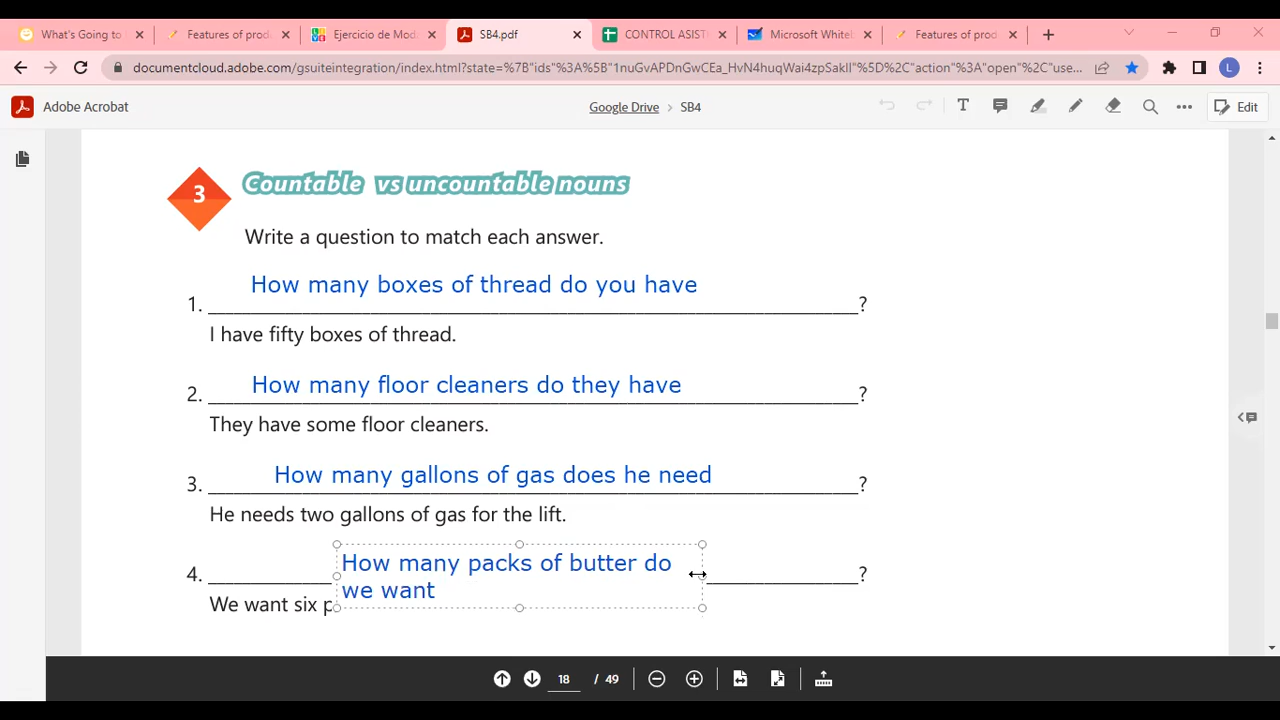 What's Going to
Features of prod
Ejercicio de Mod
SB4.pdf
CONTROL ASIST
Microsoft White
Features of prod
documentcloud.adobe.com/gsuiteintegration/index.html?state=%7B"ids"%3A%5B"1nuGvAPDnGwCEa_HvN4huqWai4zpSakll"%5D%2C"action"%3A"open"%2C"use...
L
Adobe Acrobat
Google Drive > SB4
Edit
3
Countable vs uncountable nouns
Write a question to match each answer.
How many boxes of thread do you have
1. ?
I have fifty boxes of thread.
How many floor cleaners do they have
2. ?
They have some floor cleaners.
How many gallons of gas does he need
3. ?
He needs two gallons of gas for the lift.
How many packs of butter do
4. ?
we want
We want six p
18 / 49